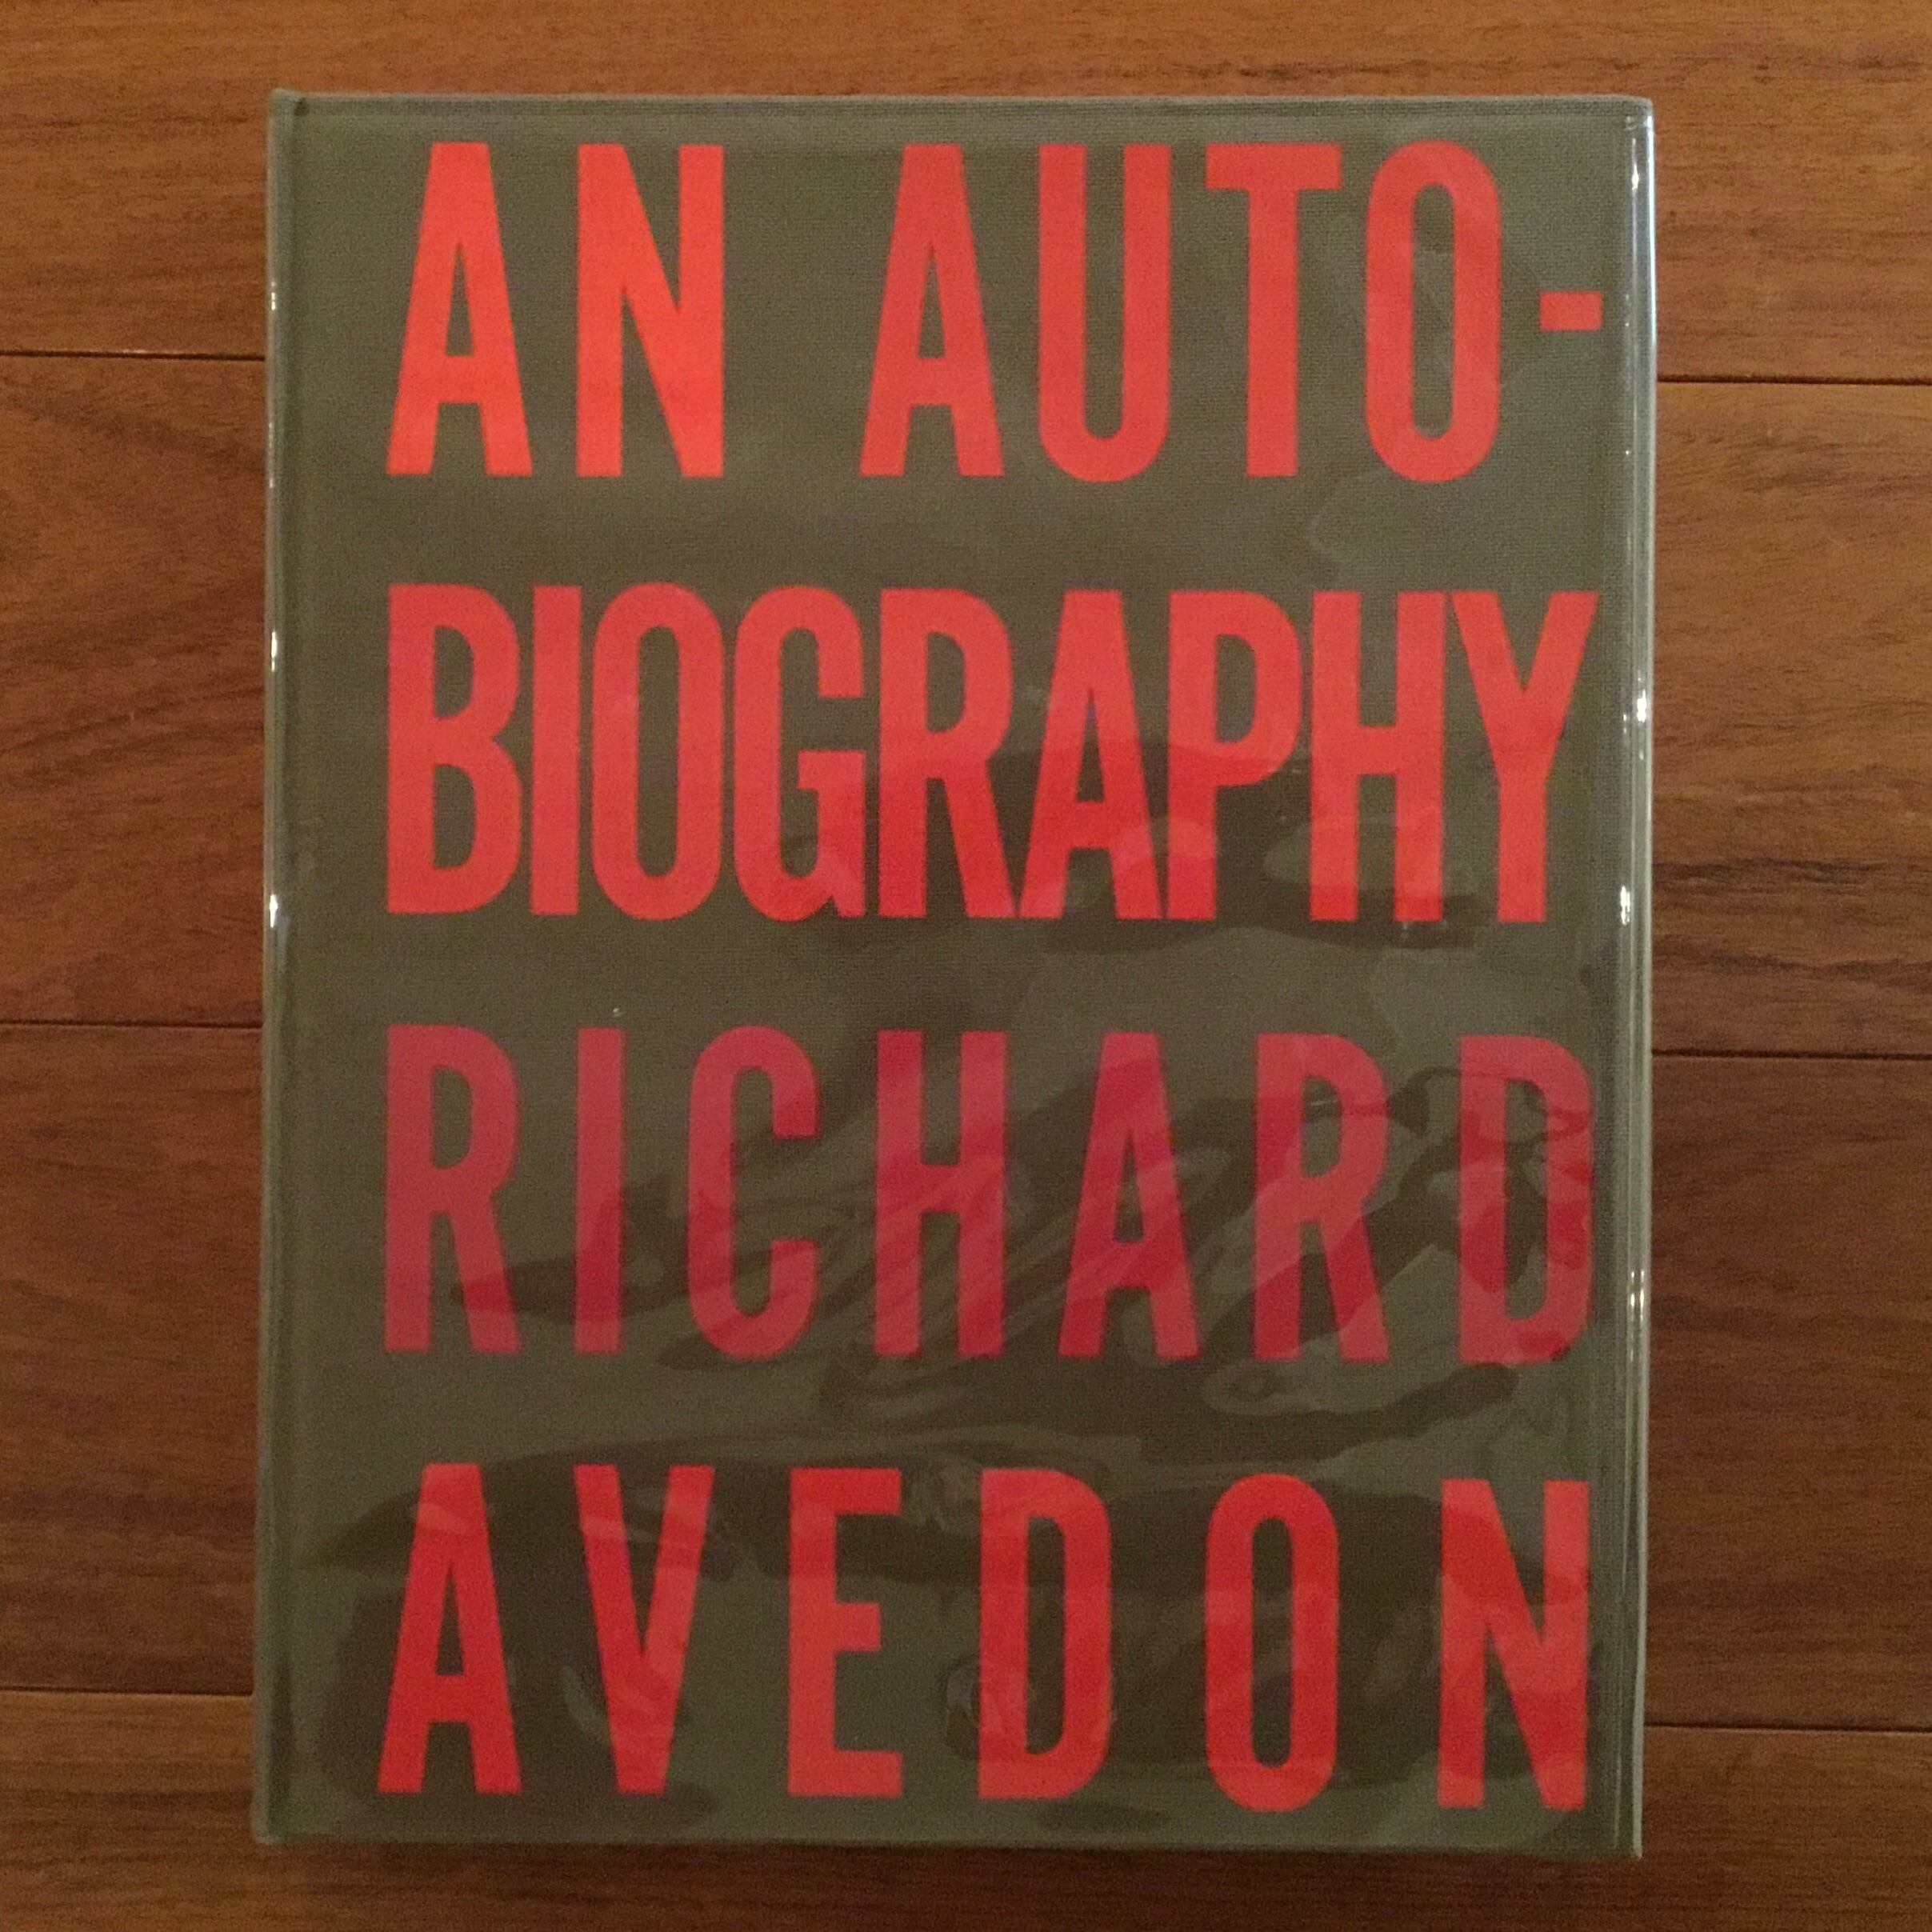 AN AUTO-
BIOGRAPHY
RICHARD
AVEDON